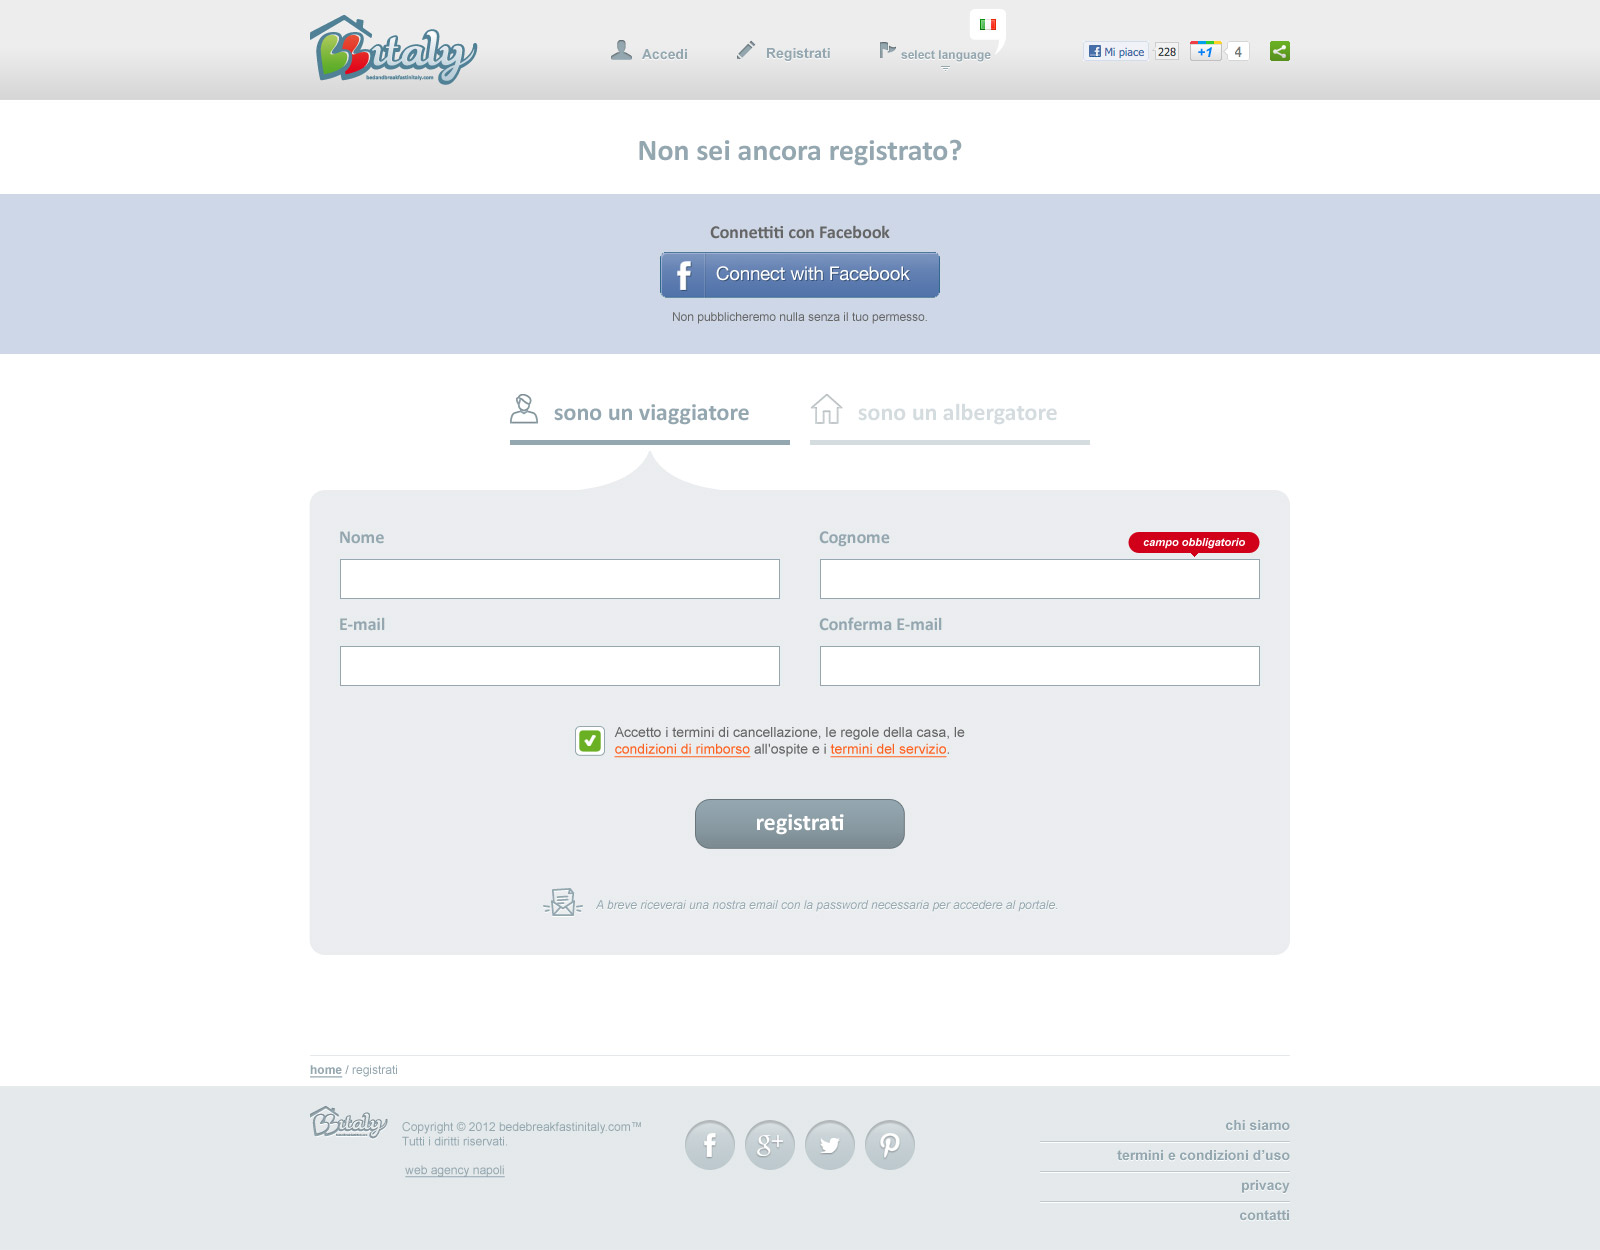 BBitaly
bedandbreakfastinitaly.com
Accedi
Registrati
select language
Mi piace
228
+1
4
Non sei ancora registrato?
Connettiti con Facebook
f Connect with Facebook
Non pubblicheremo nulla senza il tuo permesso.
sono un viaggiatore
sono un albergatore
Nome
Cognome
campo obbligatorio
E-mail
Conferma E-mail
Accetto i termini di cancellazione, le regole della casa, le
condizioni di rimborso all'ospite e i termini del servizio.
registrati
A breve riceverai una nostra email con la password necessaria per accedere al portale.
home / registrati
BBitaly
Copyright © 2012 bedebreakfastinitaly.com™
Tutti i diritti riservati.
web agency napoli
f
g+
chi siamo
termini e condizioni d’uso
privacy
contatti